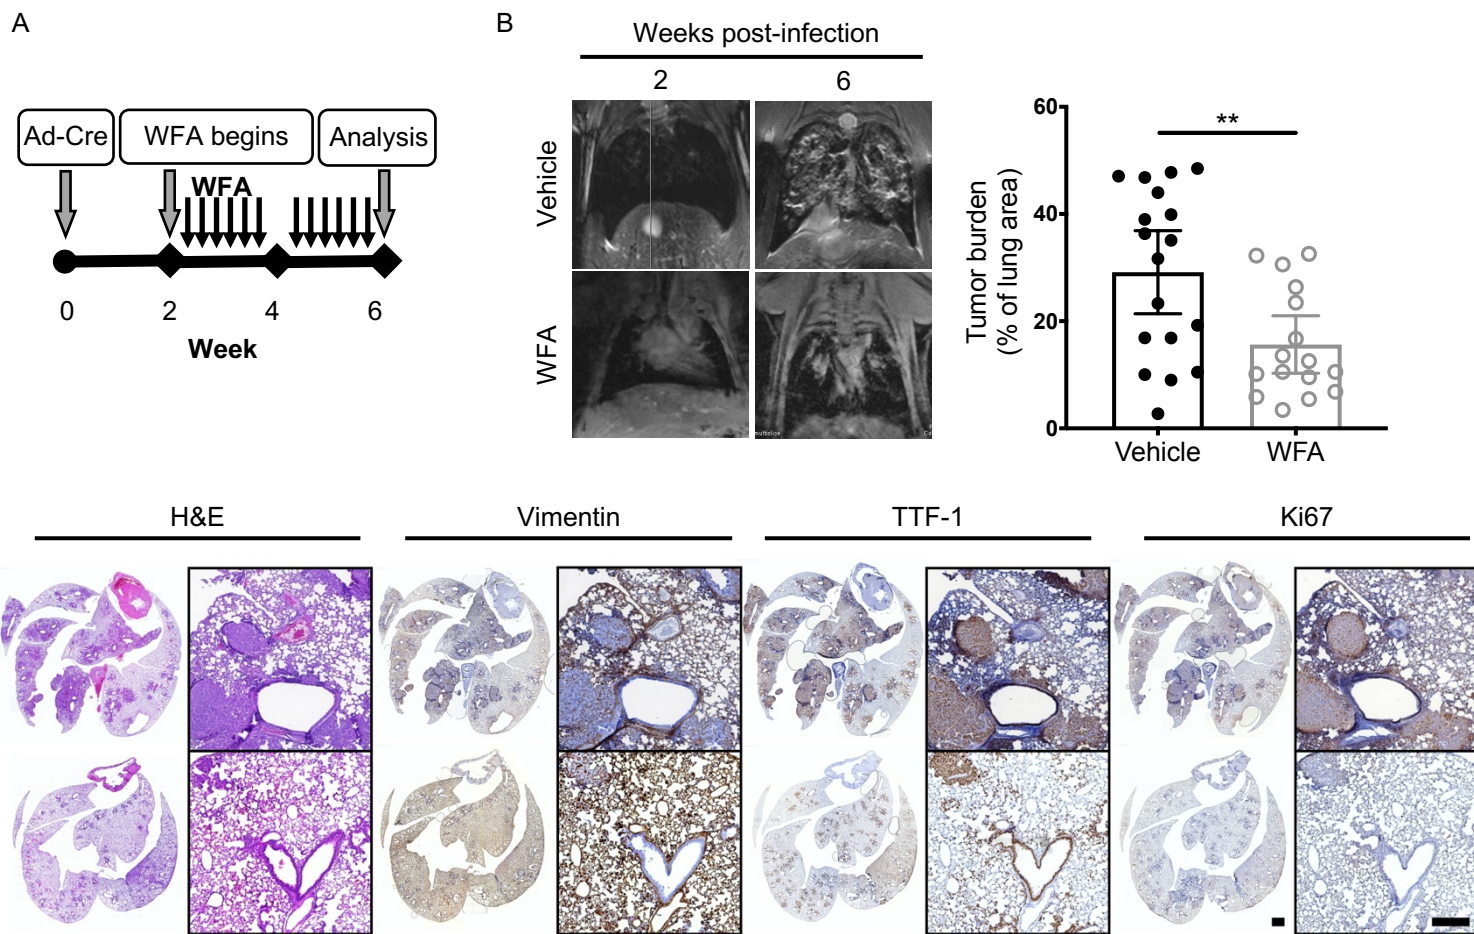 A
Ad-Cre
WFA begins
Analysis
WFA
0
2
4
6
Week
B
Weeks post-infection
2
6
Vehicle
WFA
multislice
Tumor burden
(% of lung area)
60
40
20
0
**
Vehicle
WFA
H&E
Vimentin
TTF-1
Ki67